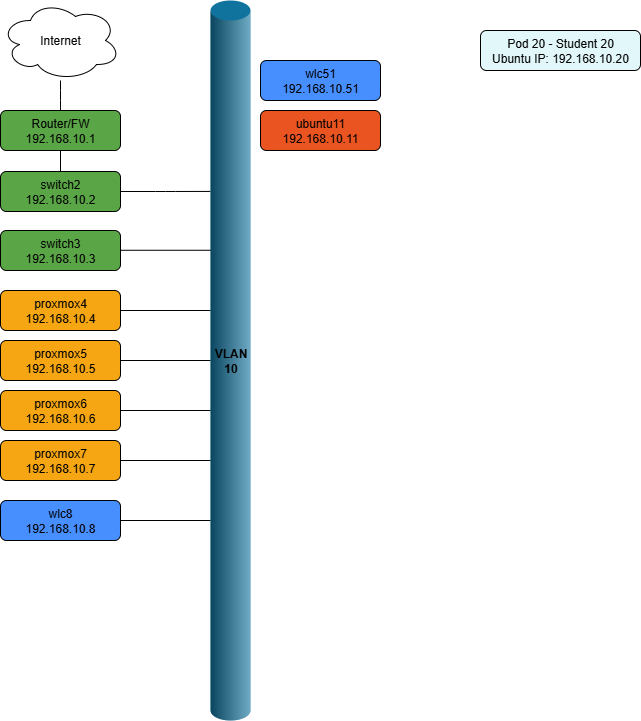 Internet
Router/FW
192.168.10.1
switch2
192.168.10.2
switch3
192.168.10.3
proxmox4
192.168.10.4
proxmox5
192.168.10.5
proxmox6
192.168.10.6
proxmox7
192.168.10.7
wlc8
192.168.10.8
VLAN
10
wlc51
192.168.10.51
ubuntu11
192.168.10.11
Pod 20 - Student 20
Ubuntu IP: 192.168.10.20